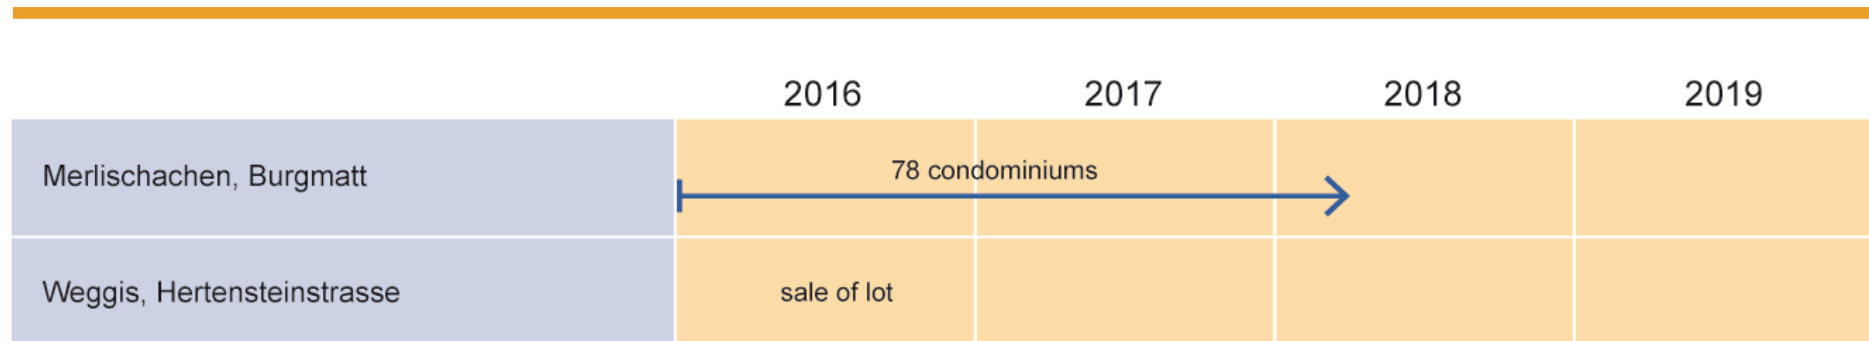 2016 2017 2018 2019
Merlischachen, Burgmatt 78 condominiums
Weggis, Hertensteinstrasse sale of lot